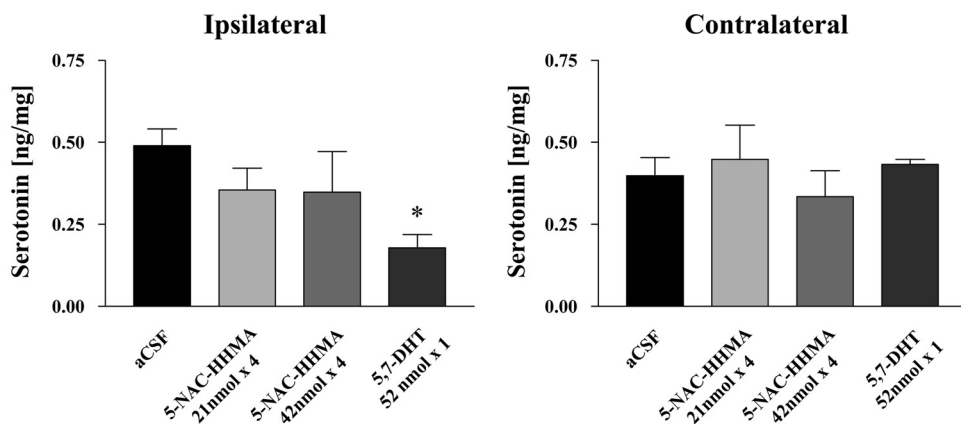 Ipsilateral
Serotonin [ng/mg]
0.75
0.50
0.25
0.00
*
aCSF
5-NAC-HHMA
21nmol x 4
5-NAC-HHMA
42nmol x 4
5,7-DHT
52 nmol x 1
Contralateral
Serotonin [ng/mg]
0.75
0.50
0.25
0.00
aCSF
5-NAC-HHMA
21nmol x 4
5-NAC-HHMA
42nmol x 4
5,7-DHT
52nmol x 1